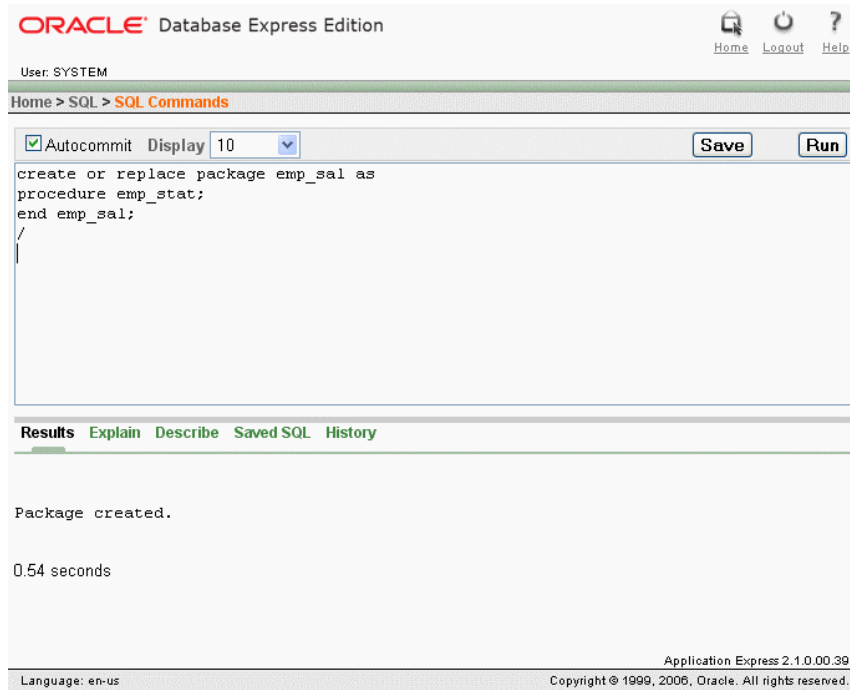 ORACLE® Database Express Edition
Home Logout Help
User: SYSTEM
Home > SQL > SQL Commands
Autocommit Display 10 Save Run
create or replace package emp_sal as
procedure emp_stat;
end emp_sal;
/
Results Explain Describe Saved SQL History
Package created.
0.54 seconds
Application Express 2.1.0.00.39
Language: en-us Copyright © 1999, 2006, Oracle. All rights reserved.